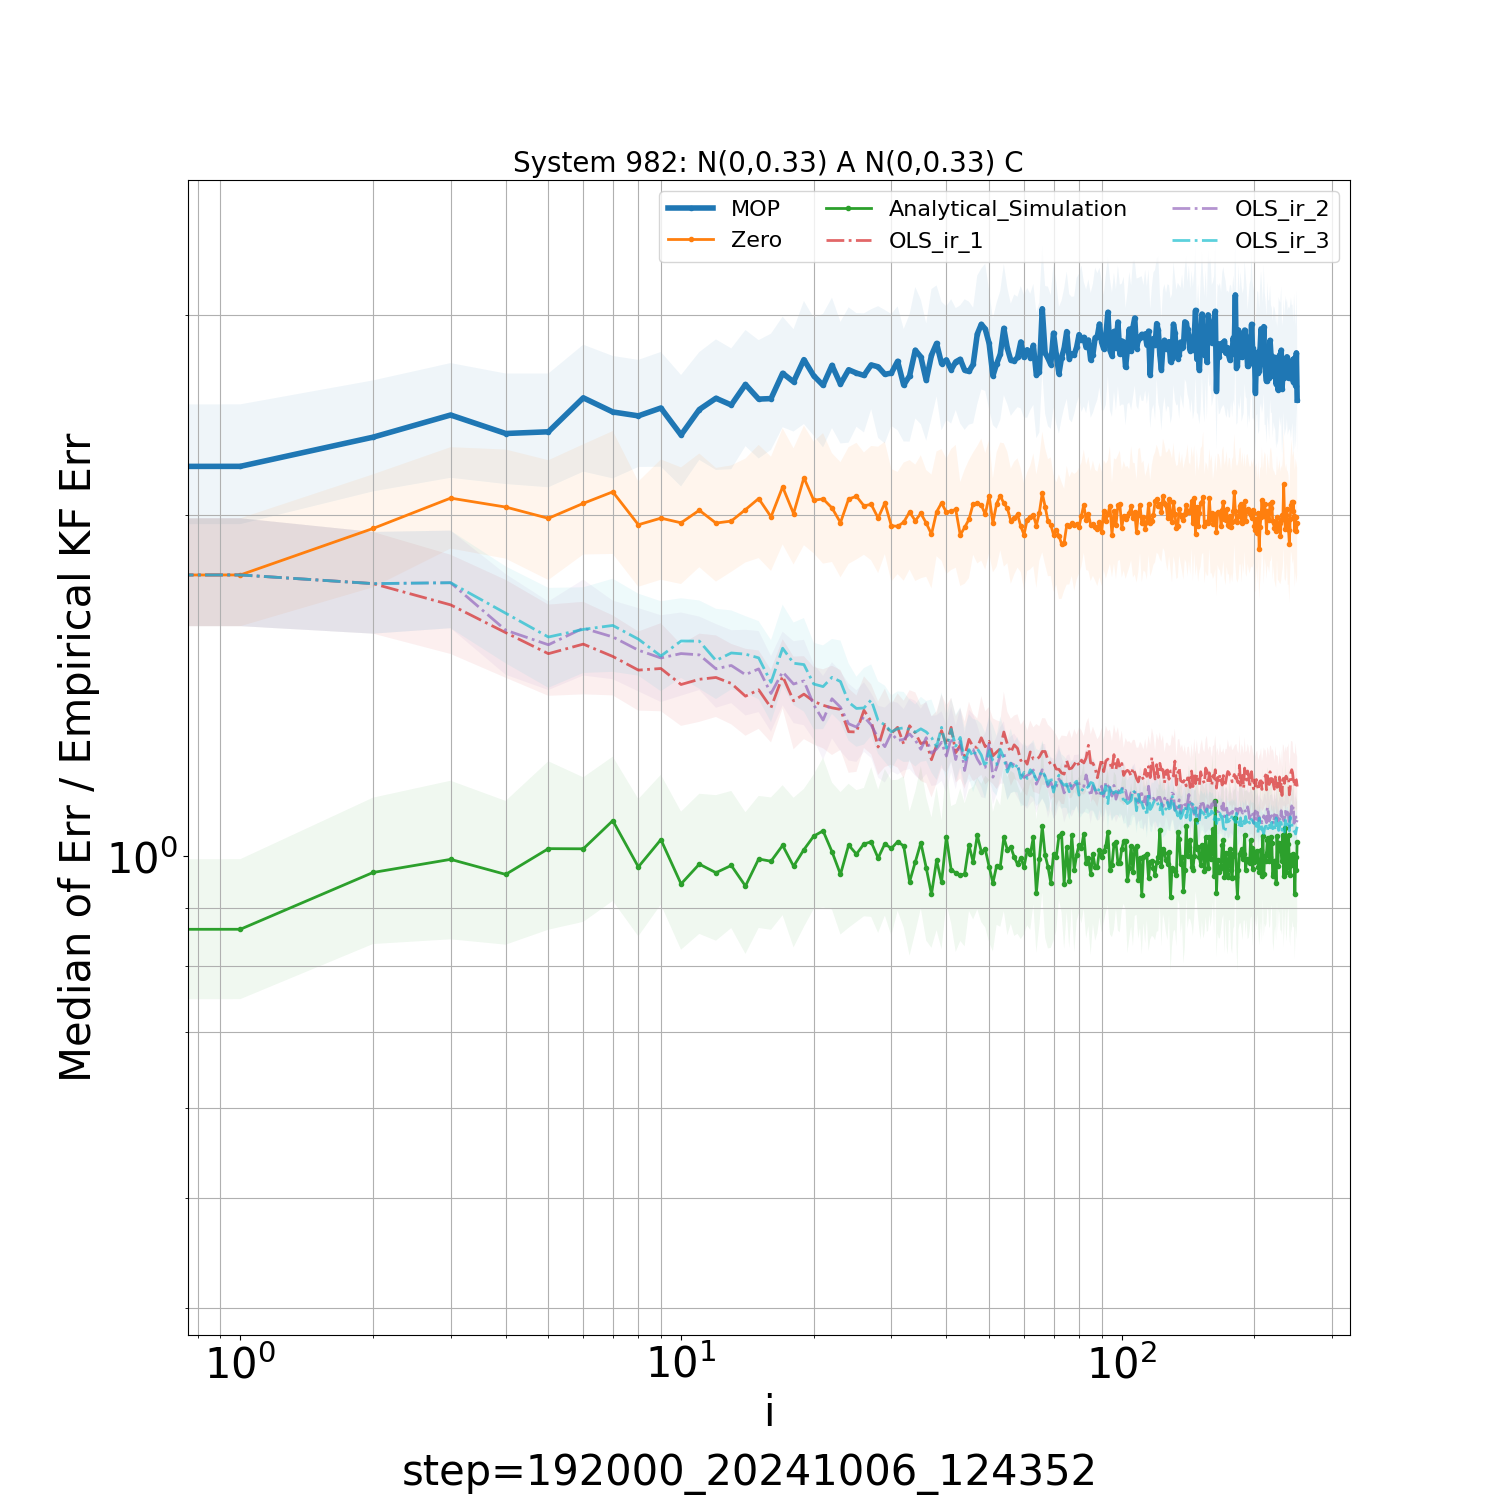 System 982: N(0,0.33) A N(0,0.33) C
MOP
Zero
Analytical_Simulation
OLS_ir_1
OLS_ir_2
OLS_ir_3
Median of Err / Empirical KF Err
10⁰
10⁰ 10¹ 10²
i
step=192000_20241006_124352